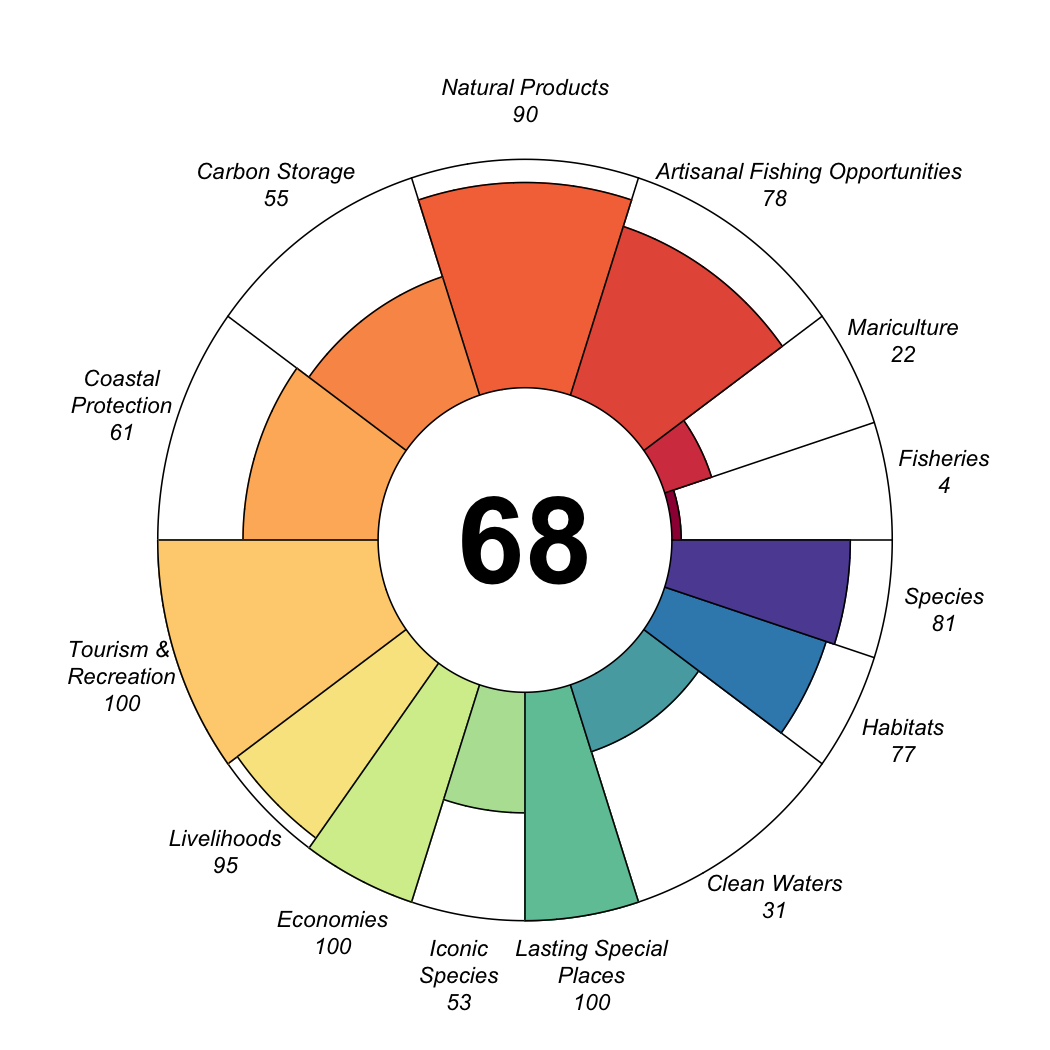 Natural Products
90
Carbon Storage
55
Artisanal Fishing Opportunities
78
Mariculture
22
Coastal
Protection
61
Fisheries
4
68
Species
81
Tourism &
Recreation
100
Habitats
77
Livelihoods
95
Clean Waters
31
Economies
100
Iconic
Species
53
Lasting Special
Places
100